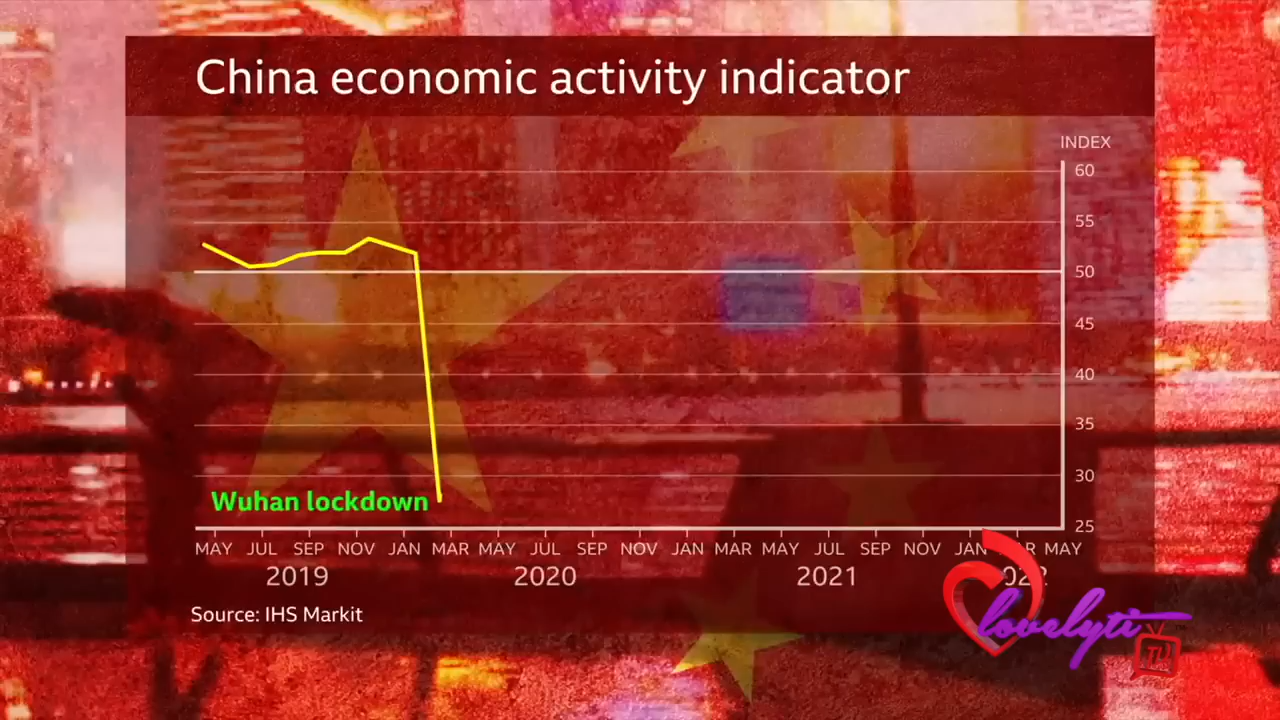 China economic activity indicator
INDEX
60
55
50
45
40
35
30
25
Wuhan lockdown
MAY JUL SEP NOV JAN MAR MAY JUL SEP NOV JAN MAR MAY JUL SEP NOV JAN MAY
2019 2020 2021
Source: IHS Markit
lovelyti
TV